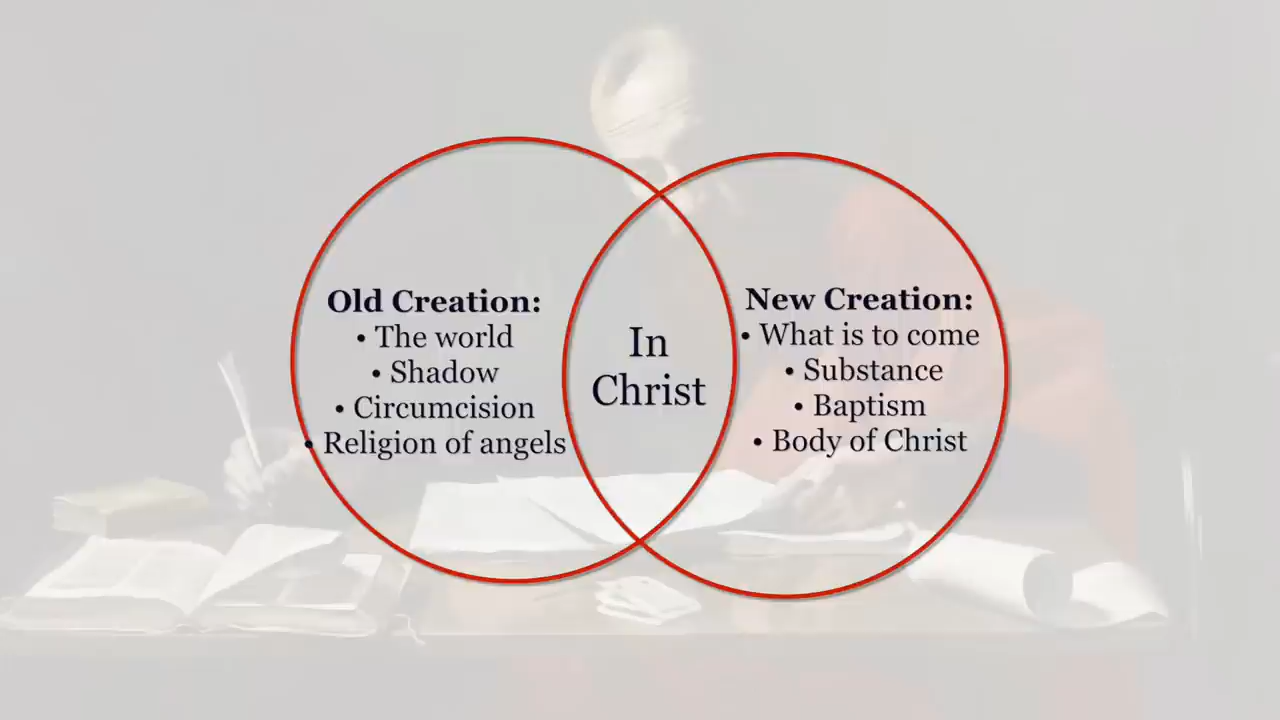 Old Creation:
• The world
• Shadow
• Circumcision
• Religion of angels
In
Christ
New Creation:
• What is to come
• Substance
• Baptism
• Body of Christ